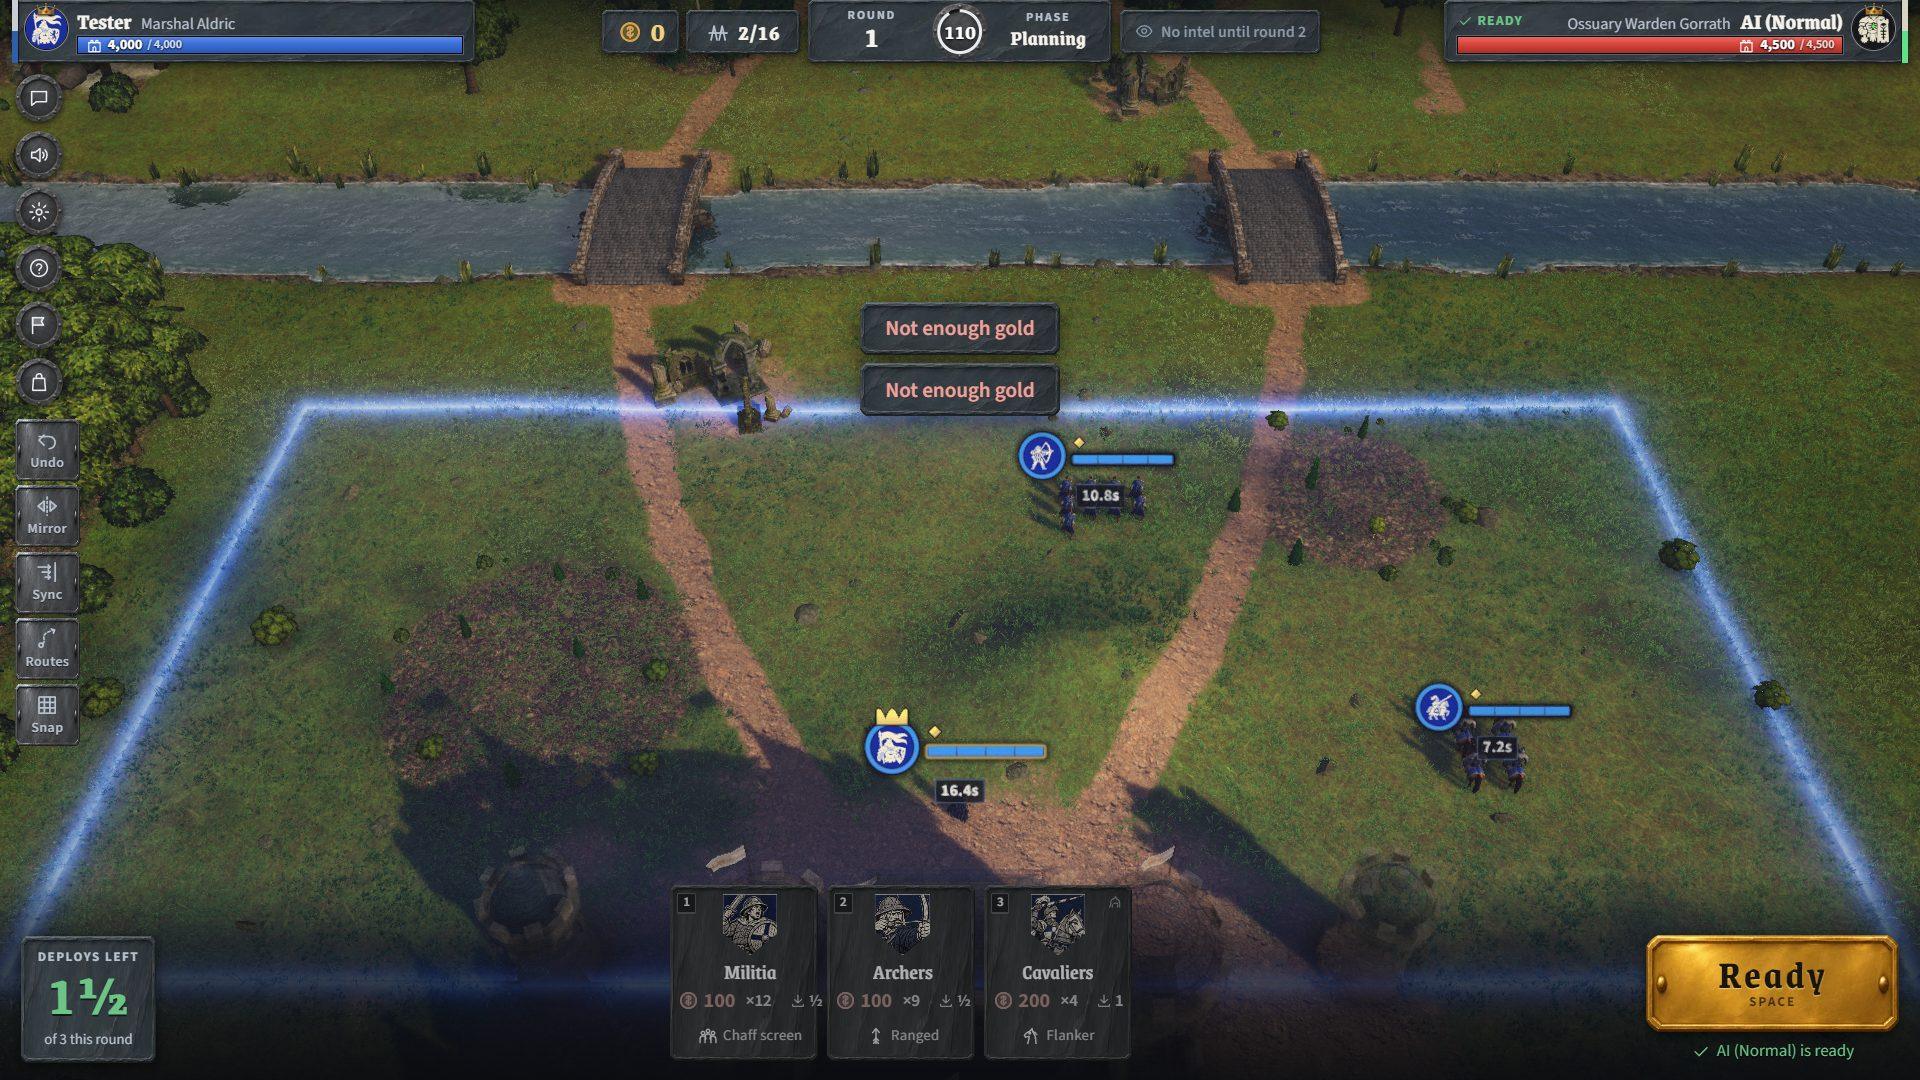 Tester Marshal Aldric
4,000 / 4,000
0
2/16
ROUND
1
110
PHASE
Planning
No intel until round 2
READY
Ossuary Warden Gorrath AI (Normal)
4,500 / 4,500
Not enough gold
Not enough gold
Undo
Mirror
Sync
Routes
Snap
10.8s
7.2s
16.4s
DEPLOYS LEFT
1½
of 3 this round
1
Militia
100 ×12 ½
Chaff screen
2
Archers
100 ×9 ½
Ranged
3
Cavaliers
200 ×4 1
Flanker
Ready
SPACE
AI (Normal) is ready